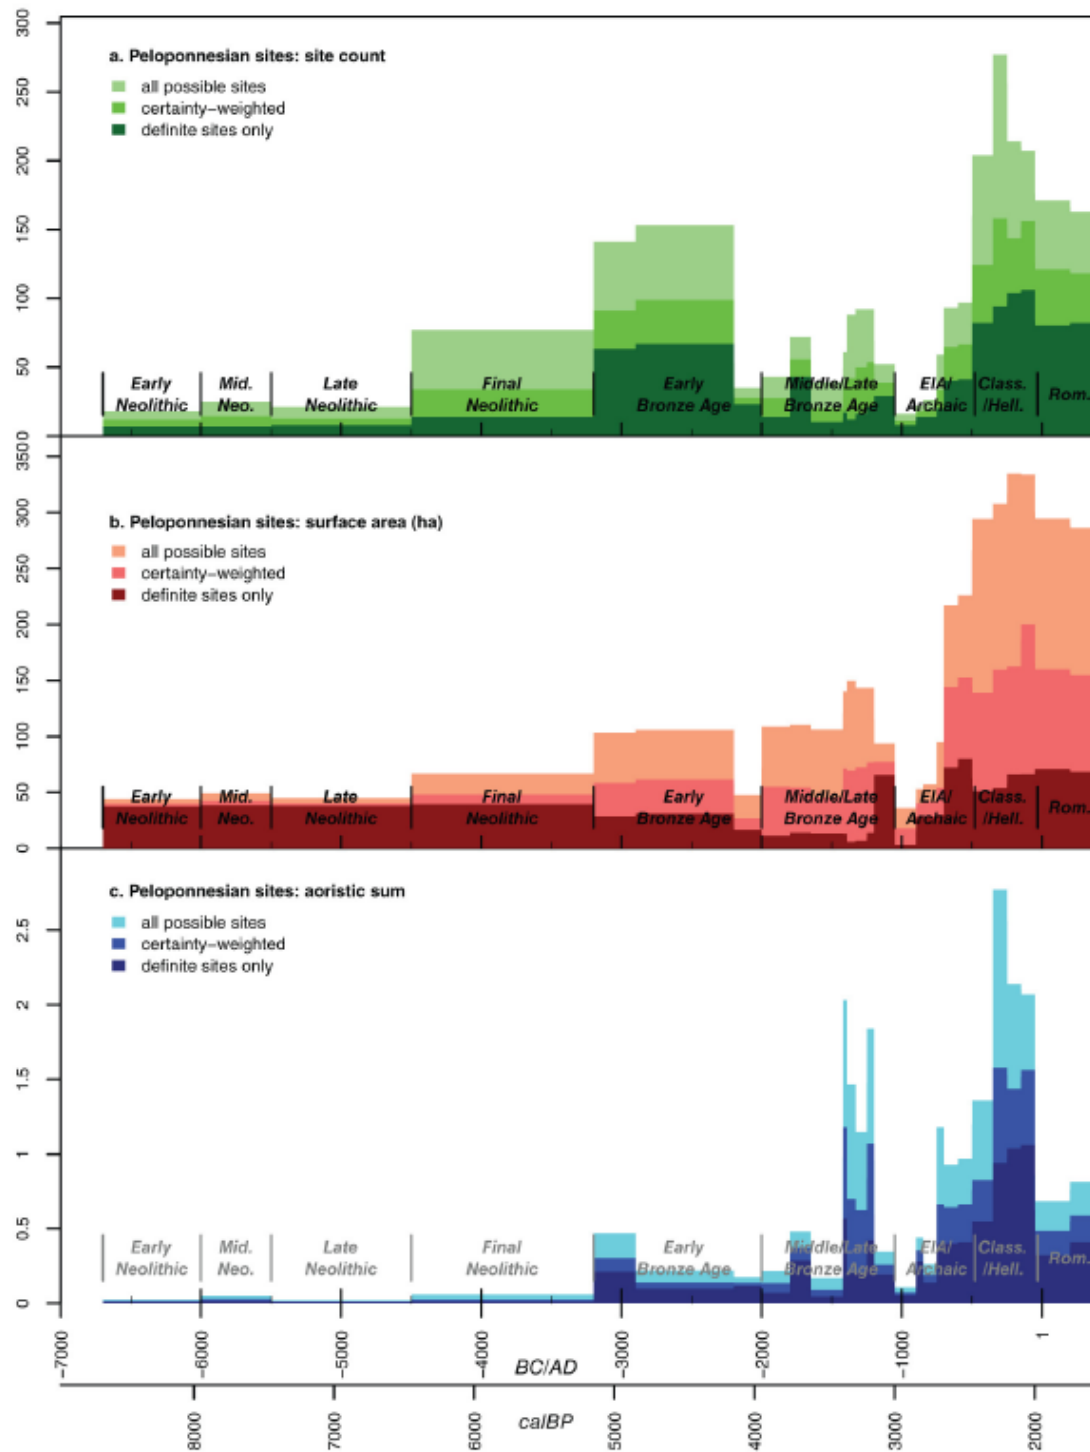 300
250
200
150
100
50
a. Peloponnesian sites: site count
all possible sites
certainty-weighted
definite sites only
Early
Neolithic
Mid.
Neo.
Late
Neolithic
Final
Neolithic
Early
Bronze Age
Middle/Late
Bronze Age
EIA/
Archaic
Class.
/Hell.
Rom.
3500
300
250
200
150
100
50
0
b. Peloponnesian sites: surface area (ha)
all possible sites
certainty-weighted
definite sites only
Early
Neolithic
Mid.
Neo.
Late
Neolithic
Final
Neolithic
Early
Bronze Age
Middle/Late
Bronze Age
EIA/
Archaic
Class.
/Hell.
Rom.
2.5
2
1.5
1
0.5
0
c. Peloponnesian sites: aoristic sum
all possible sites
certainty-weighted
definite sites only
Early
Neolithic
Mid.
Neo.
Late
Neolithic
Final
Neolithic
Early
Bronze Age
Middle/Late
Bronze Age
EIA/
Archaic
Class.
/Hell.
Rom.
-7000
-6000
-5000
-4000
-3000
-2000
-1000
1
BC/AD
8000
7000
6000
5000
4000
3000
2000
calBP